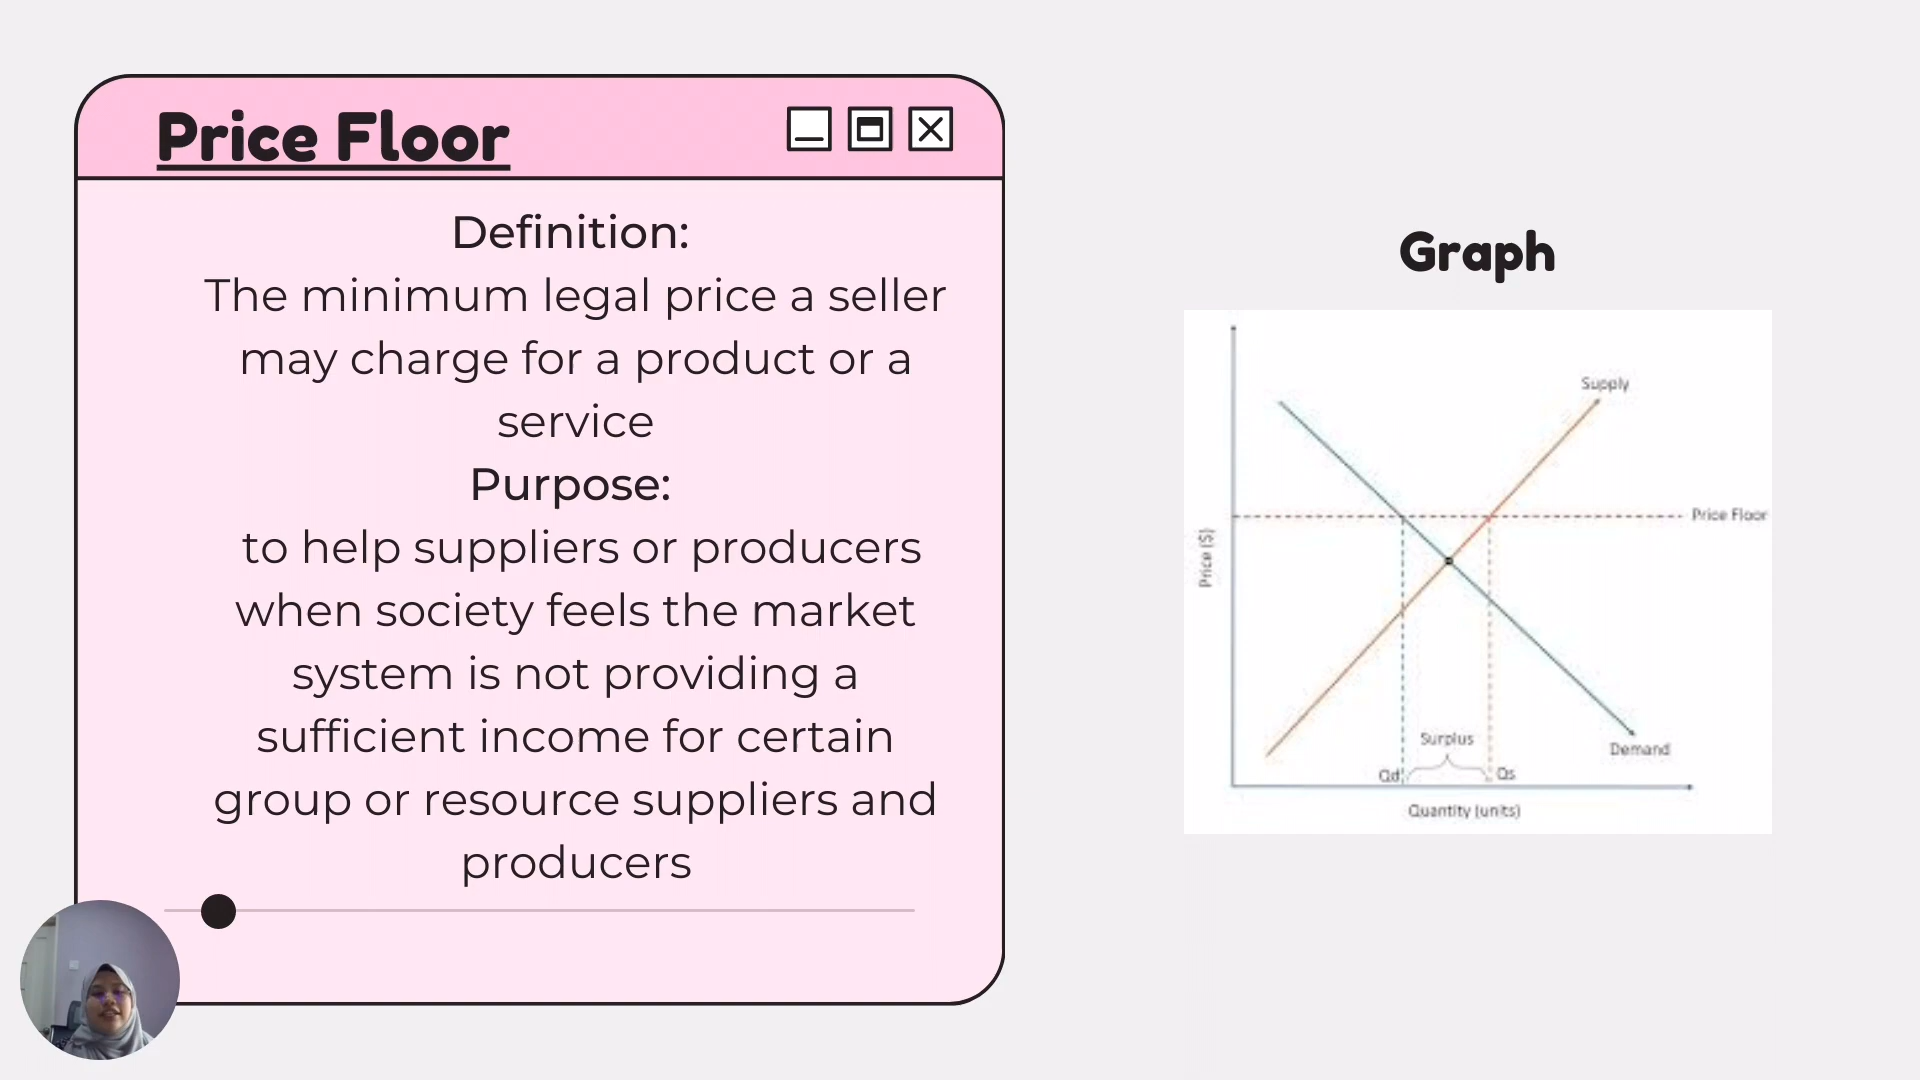 Price Floor
Definition:
The minimum legal price a seller
may charge for a product or a
service
Purpose:
to help suppliers or producers
when society feels the market
system is not providing a
sufficient income for certain
group or resource suppliers and
producers
Graph
Supply
Price Floor
Price ($)
Surplus
Demand
Qd
Qs
Quantity (units)